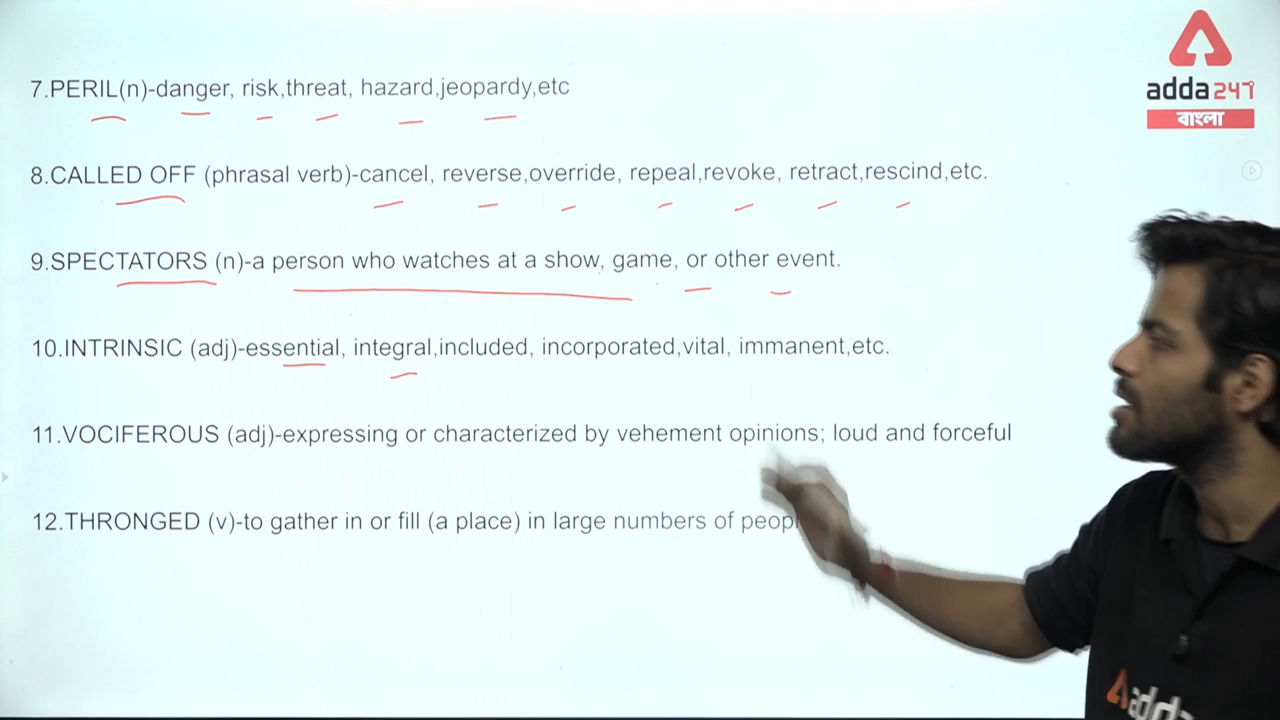 7.PERIL(n)-danger, risk,threat, hazard,jeopardy,etc
8.CALLED OFF (phrasal verb)-cancel, reverse,override, repeal,revoke, retract,rescind,etc.
9.SPECTATORS (n)-a person who watches at a show, game, or other event.
10.INTRINSIC (adj)-essential, integral,included, incorporated,vital, immanent,etc.
11.VOCIFEROUS (adj)-expressing or characterized by vehement opinions; loud and forceful
12.THRONGED (v)-to gather in or fill (a place) in large numbers of
adda247
বাংলা